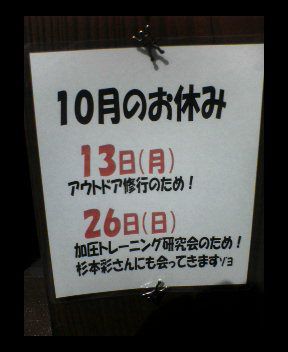 10月のお休み
13日(月)
アウトドア修行のため!
26日(日)
加圧トレーニング研究会のため!
杉本彩さんにも会ってきますv3